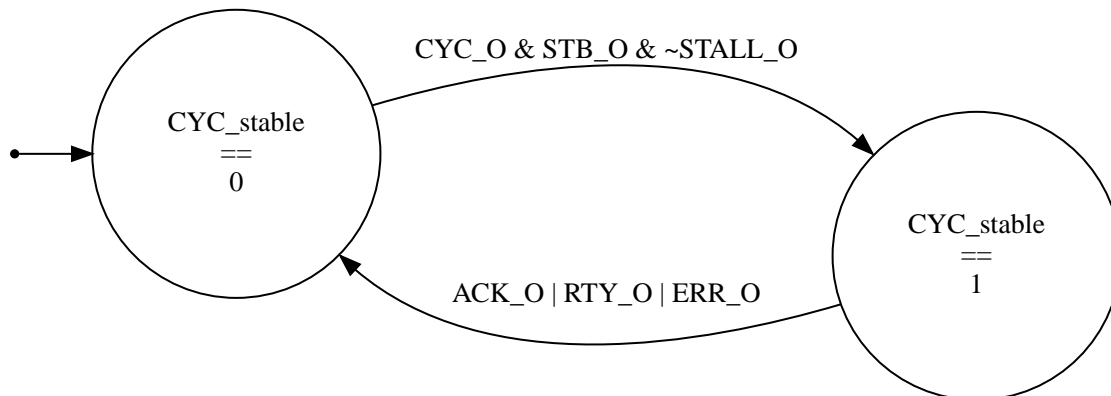 CYC_O & STB_O & ~STALL_O
CYC_stable
==
0
CYC_stable
==
1
ACK_O | RTY_O | ERR_O